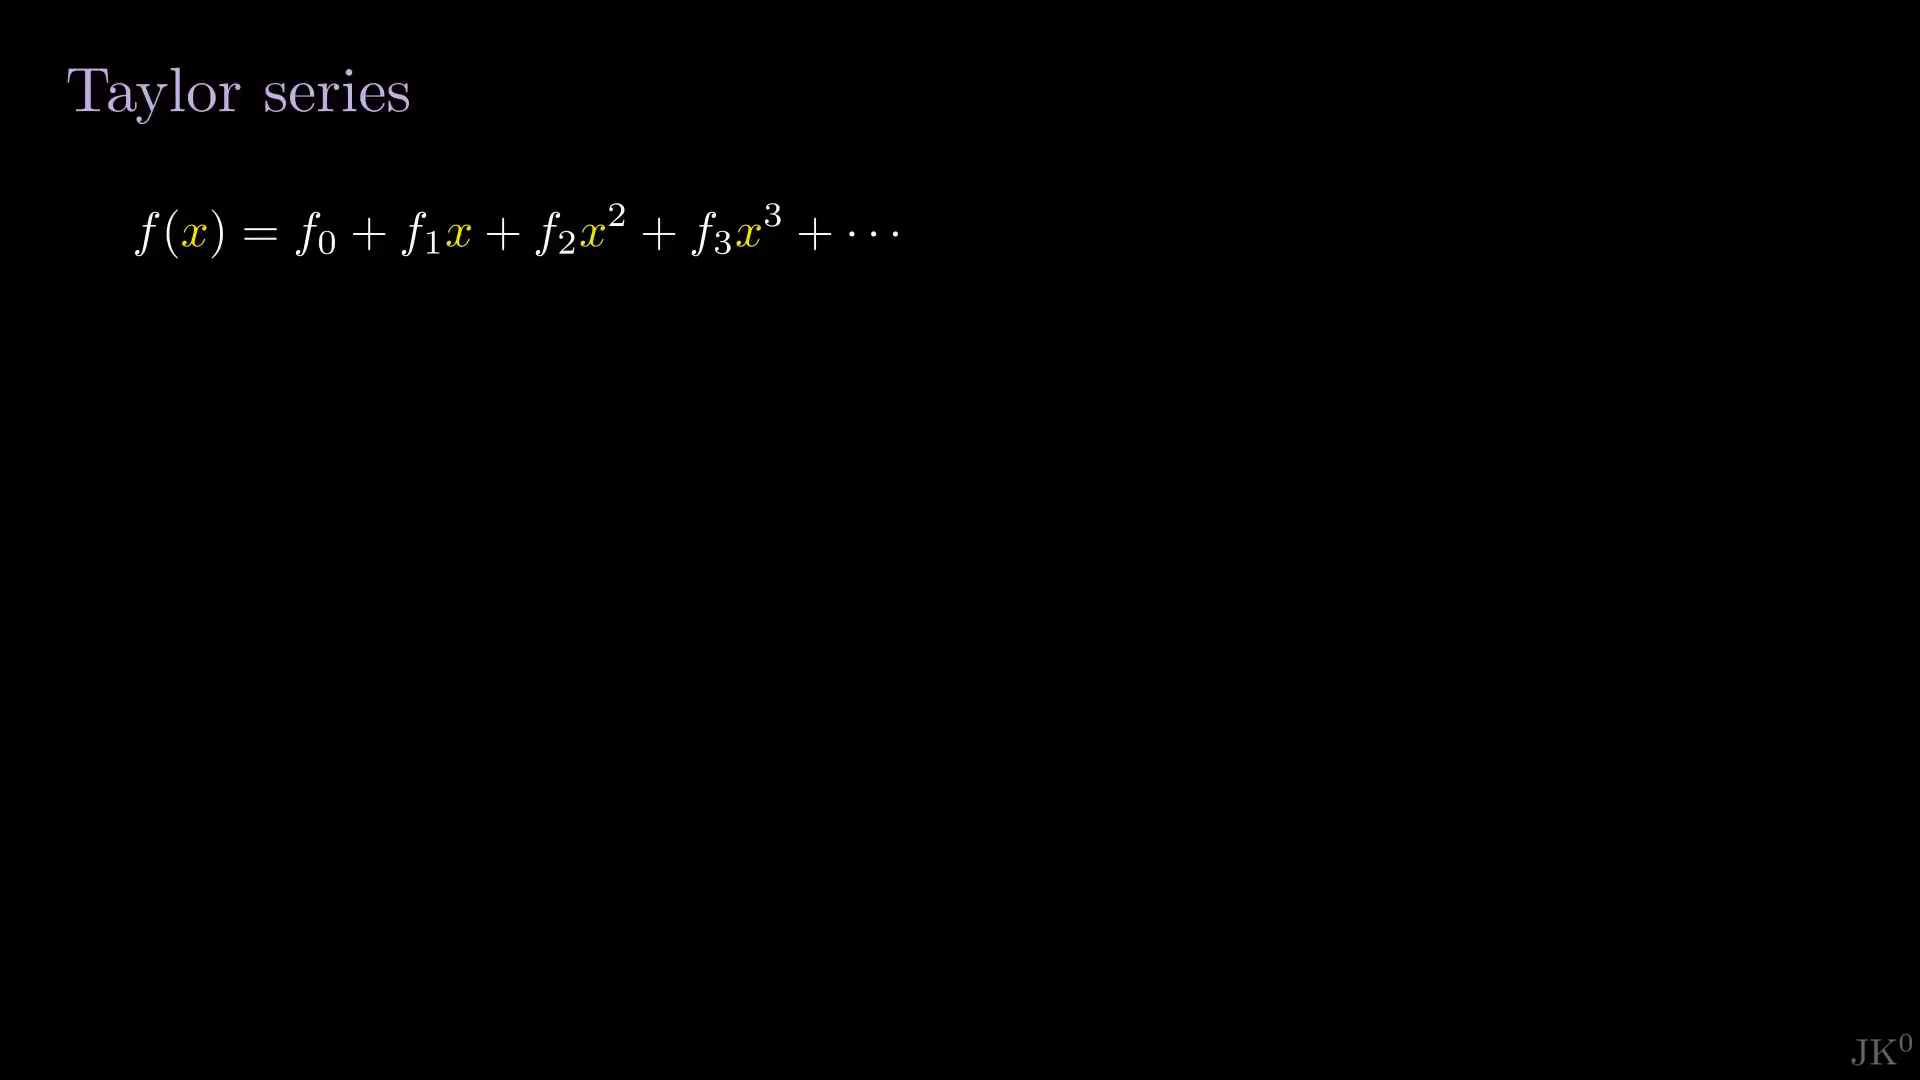 Taylor series
f(x) = f₀ + f₁x + f₂x² + f₃x³ + ⋯
JK⁰